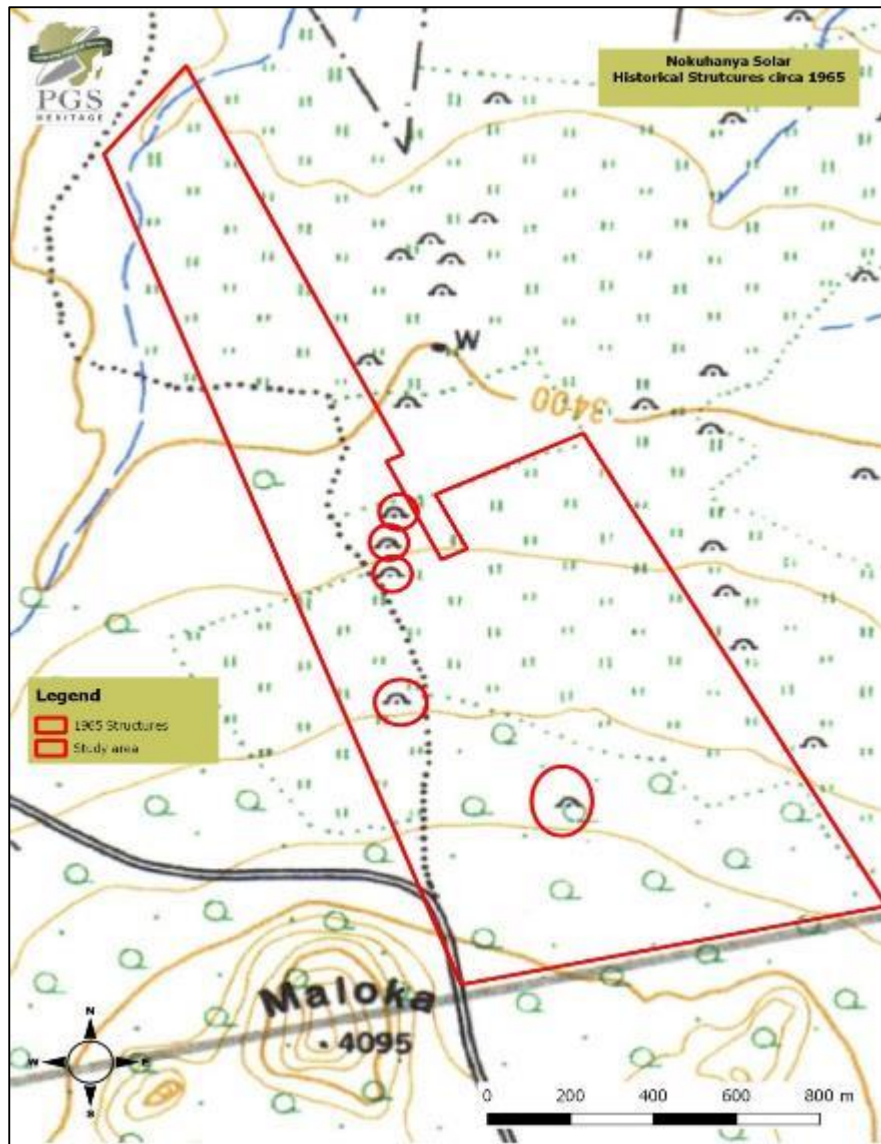 PGS
HERITAGE
Nokuhanya Solar
Historical Strutcures circa 1965
W
3400
Legend
1965 Structures
Study area
Maloka
4095
N
W
E
S
0 200 400 600 800 m